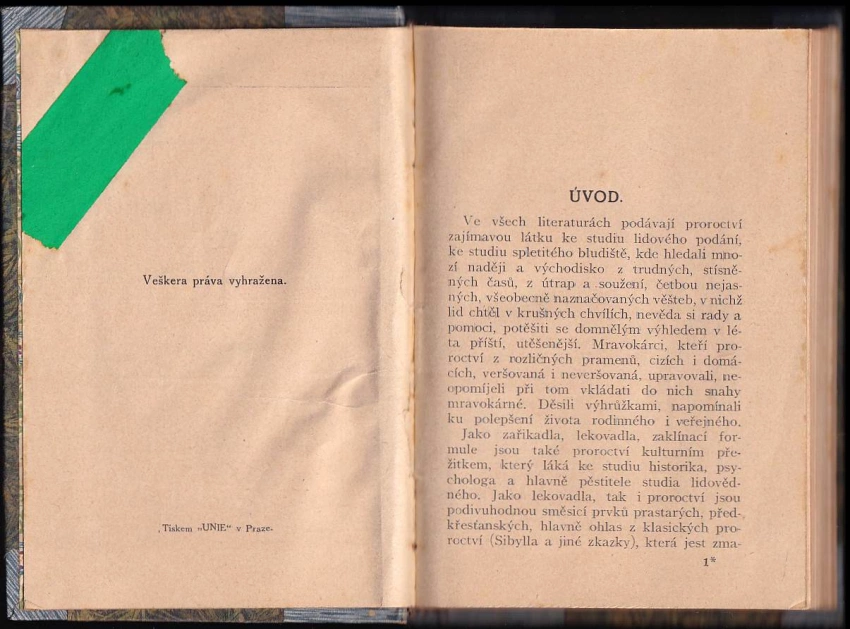 Veškera práva vyhražena.
Tiskem „UNIE“ v Praze.
ÚVOD.
Ve všech literaturách podávají proroctví
zajímavou látku ke studiu lidového podání,
ke studiu spletitého bludiště, kde hledali mno-
zí naději a východisko z trudných, stísně-
ných časů, z útrap a soužení, četbou nejas-
ných, všeobecně naznačovaných věšteb, v nichž
lid chtěl v krušných chvílích, nevěda si rady a
pomoci, potěšiti se domnělým výhledem v lé-
ta příští, utěšenější. Mravokárci, kteří pro-
roctví z rozličných pramenů, cizích i domá-
cích, veršovaná i neveršovaná, upravovali, ne-
opomíjeli při tom vkládati do nich snahy
mravokárné. Děsili výhrůžkami, napomínali
ku polepšení života rodinného i veřejného.
Jako zařikadla, lekovadla, zaklínací for-
mule jsou také proroctví kulturním pře-
žitkem, který láká ke studiu historika, psy-
chologa a hlavně pěstitele studia lidověd-
ného. Jako lekovadla, tak i proroctví jsou
podivuhodnou směsicí prvků prastarých, před-
křesťanských, hlavně ohlas z klasických pro-
roctví (Sibylla a jiné zkazky), která jest zma-
1*